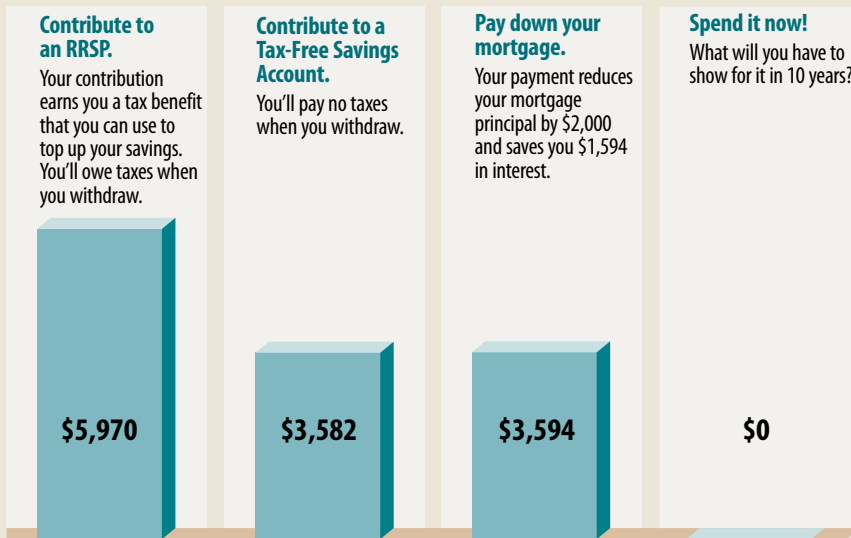 Contribute to
an RRSP.
Your contribution
earns you a tax benefit
that you can use to
top up your savings.
You'll owe taxes when
you withdraw.
$5,970
Contribute to a
Tax-Free Savings
Account.
You'll pay no taxes
when you withdraw.
$3,582
Pay down your
mortgage.
Your payment reduces
your mortgage
principal by $2,000
and saves you $1,594
in interest.
$3,594
Spend it now!
What will you have to
show for it in 10 years?
$0